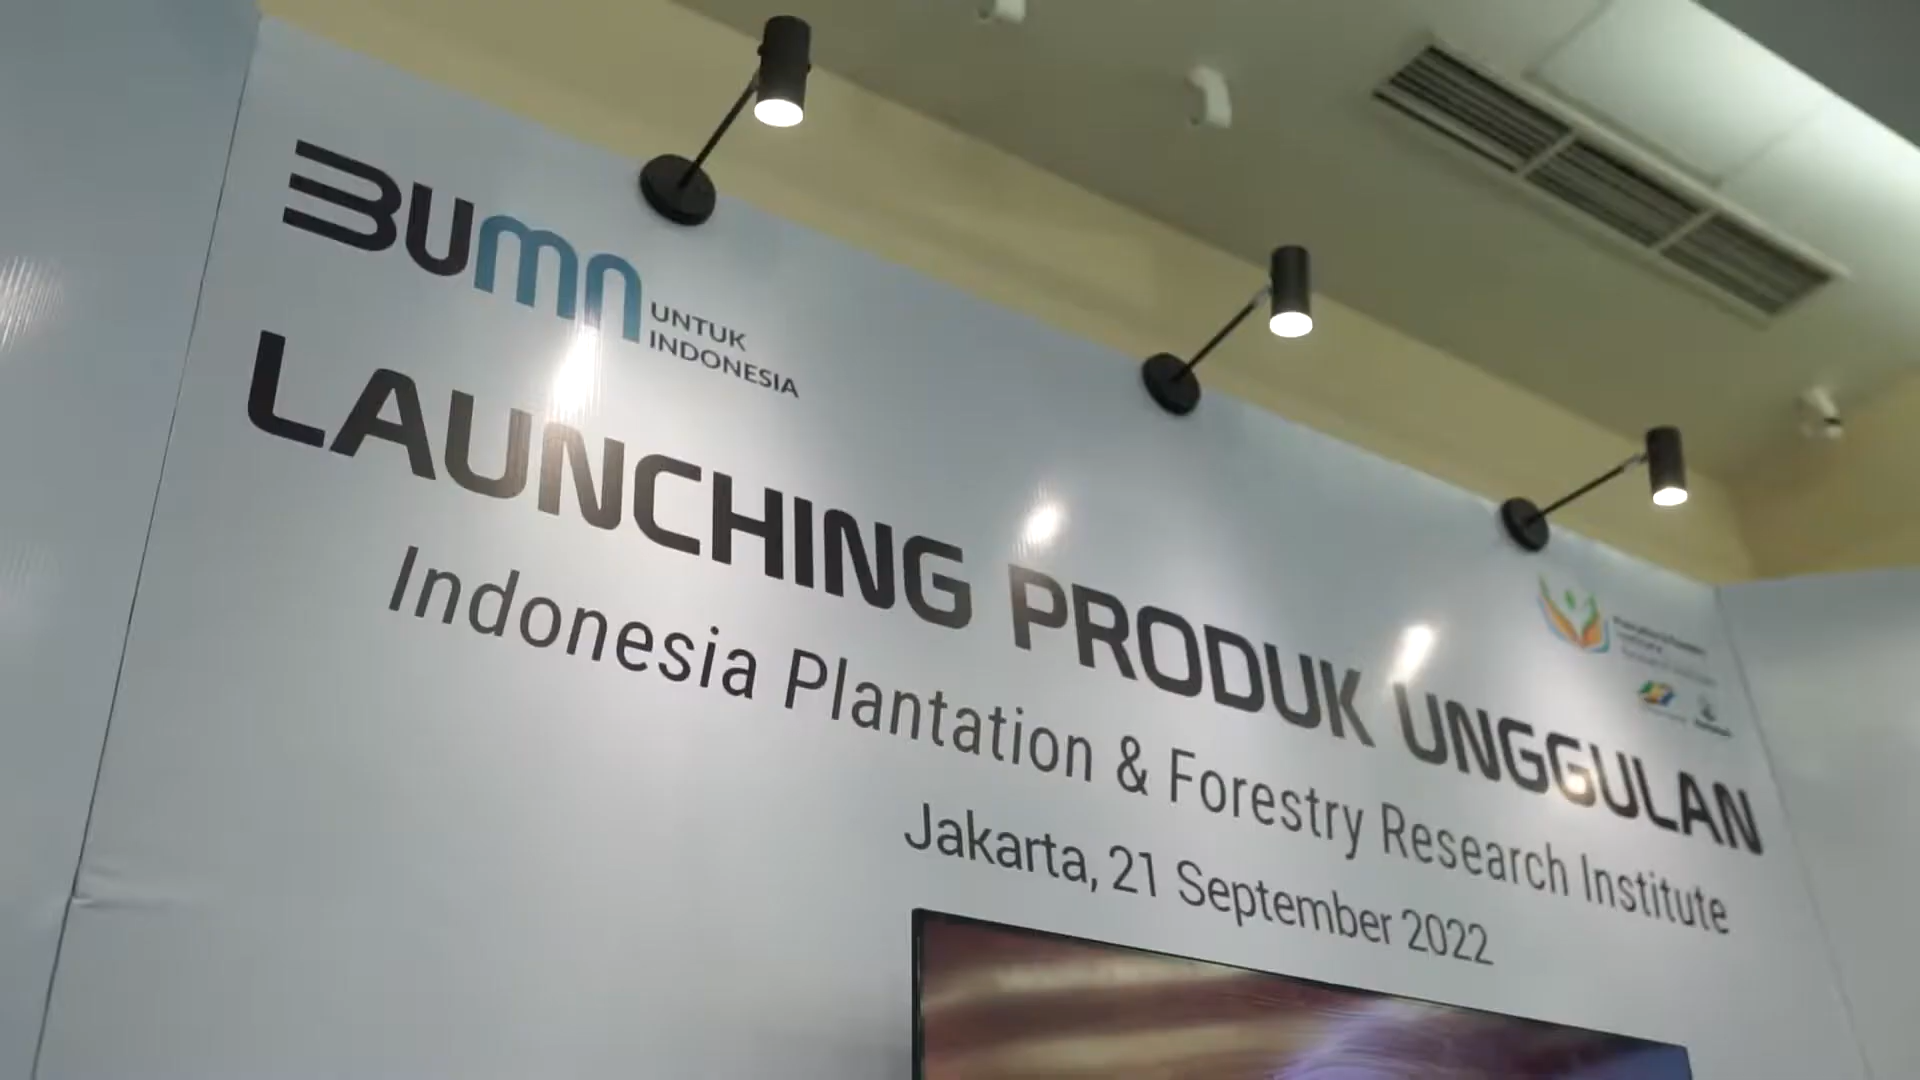 BUMN
UNTUK
INDONESIA
LAUNCHING PRODUK UNGGULAN
Indonesia Plantation & Forestry Research Institute
Jakarta, 21 September 2022